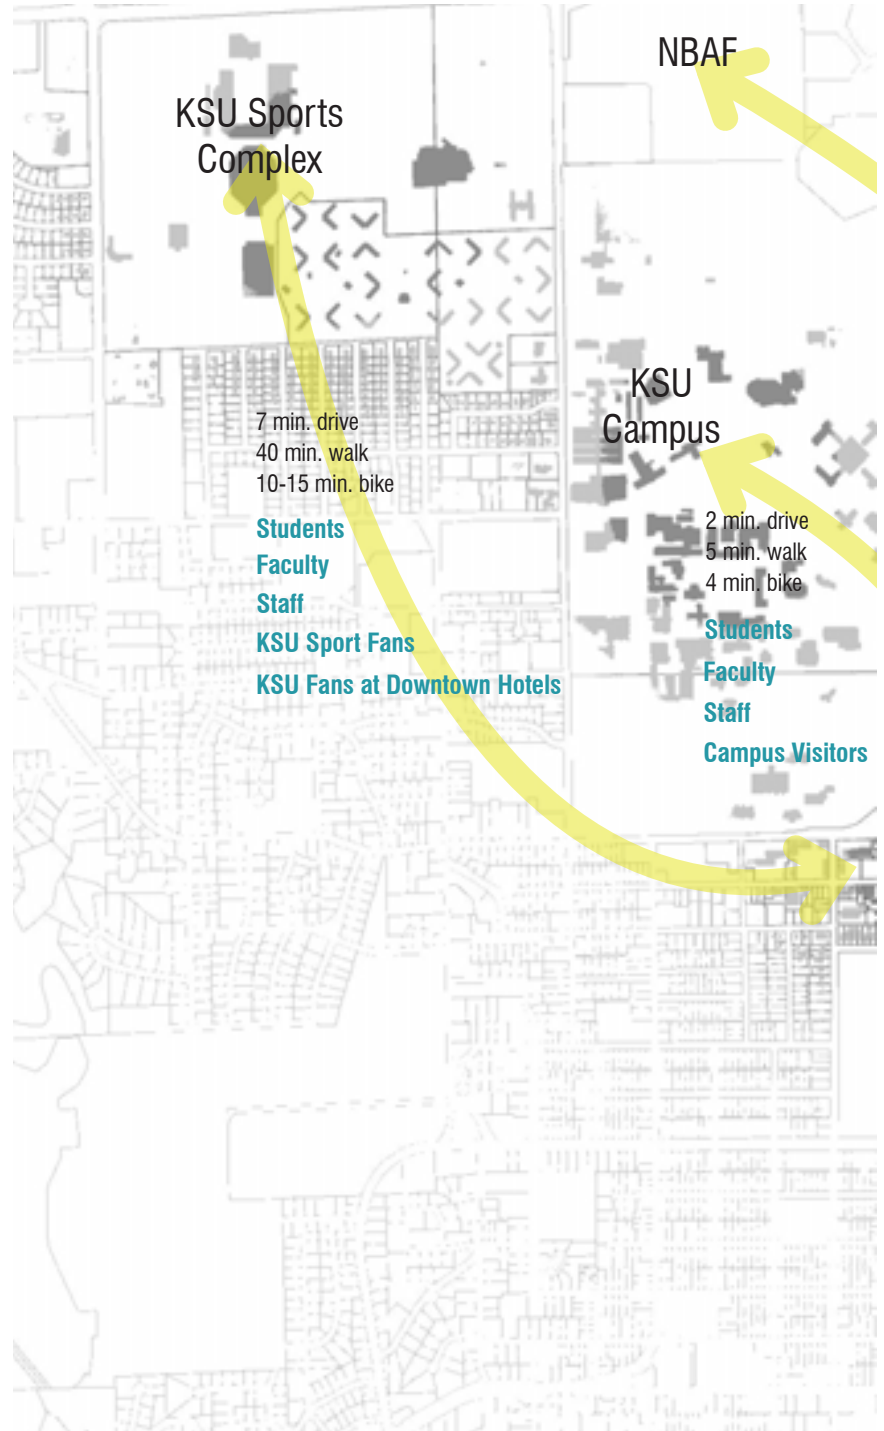 NBAF
KSU Sports
Complex
KSU
Campus
7 min. drive
40 min. walk
10-15 min. bike
Students
Faculty
Staff
KSU Sport Fans
KSU Fans at Downtown Hotels
2 min. drive
5 min. walk
4 min. bike
Students
Faculty
Staff
Campus Visitors